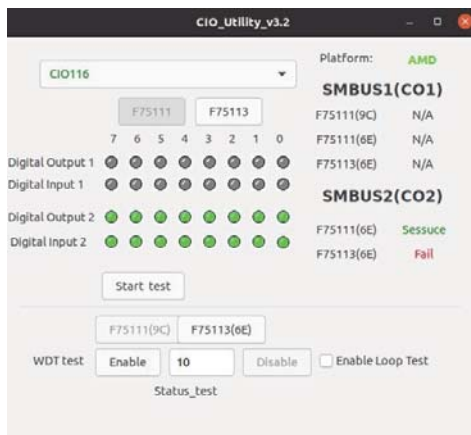 CIO_Utility_v3.2
CIO116
Platform: AMD
SMBUS1(CO1)
F75111 F75113
F75111(9C) N/A
7 6 5 4 3 2 1 0
F75111(6E) N/A
Digital Output 1
F75113(6E) N/A
Digital Input 1
SMBUS2(CO2)
Digital Output 2
F75111(6E) Sessuce
Digital Input 2
F75113(6E) Fail
Start test
F75111(9C) F75113(6E)
WDT test Enable 10 Disable Enable Loop Test
Status_test